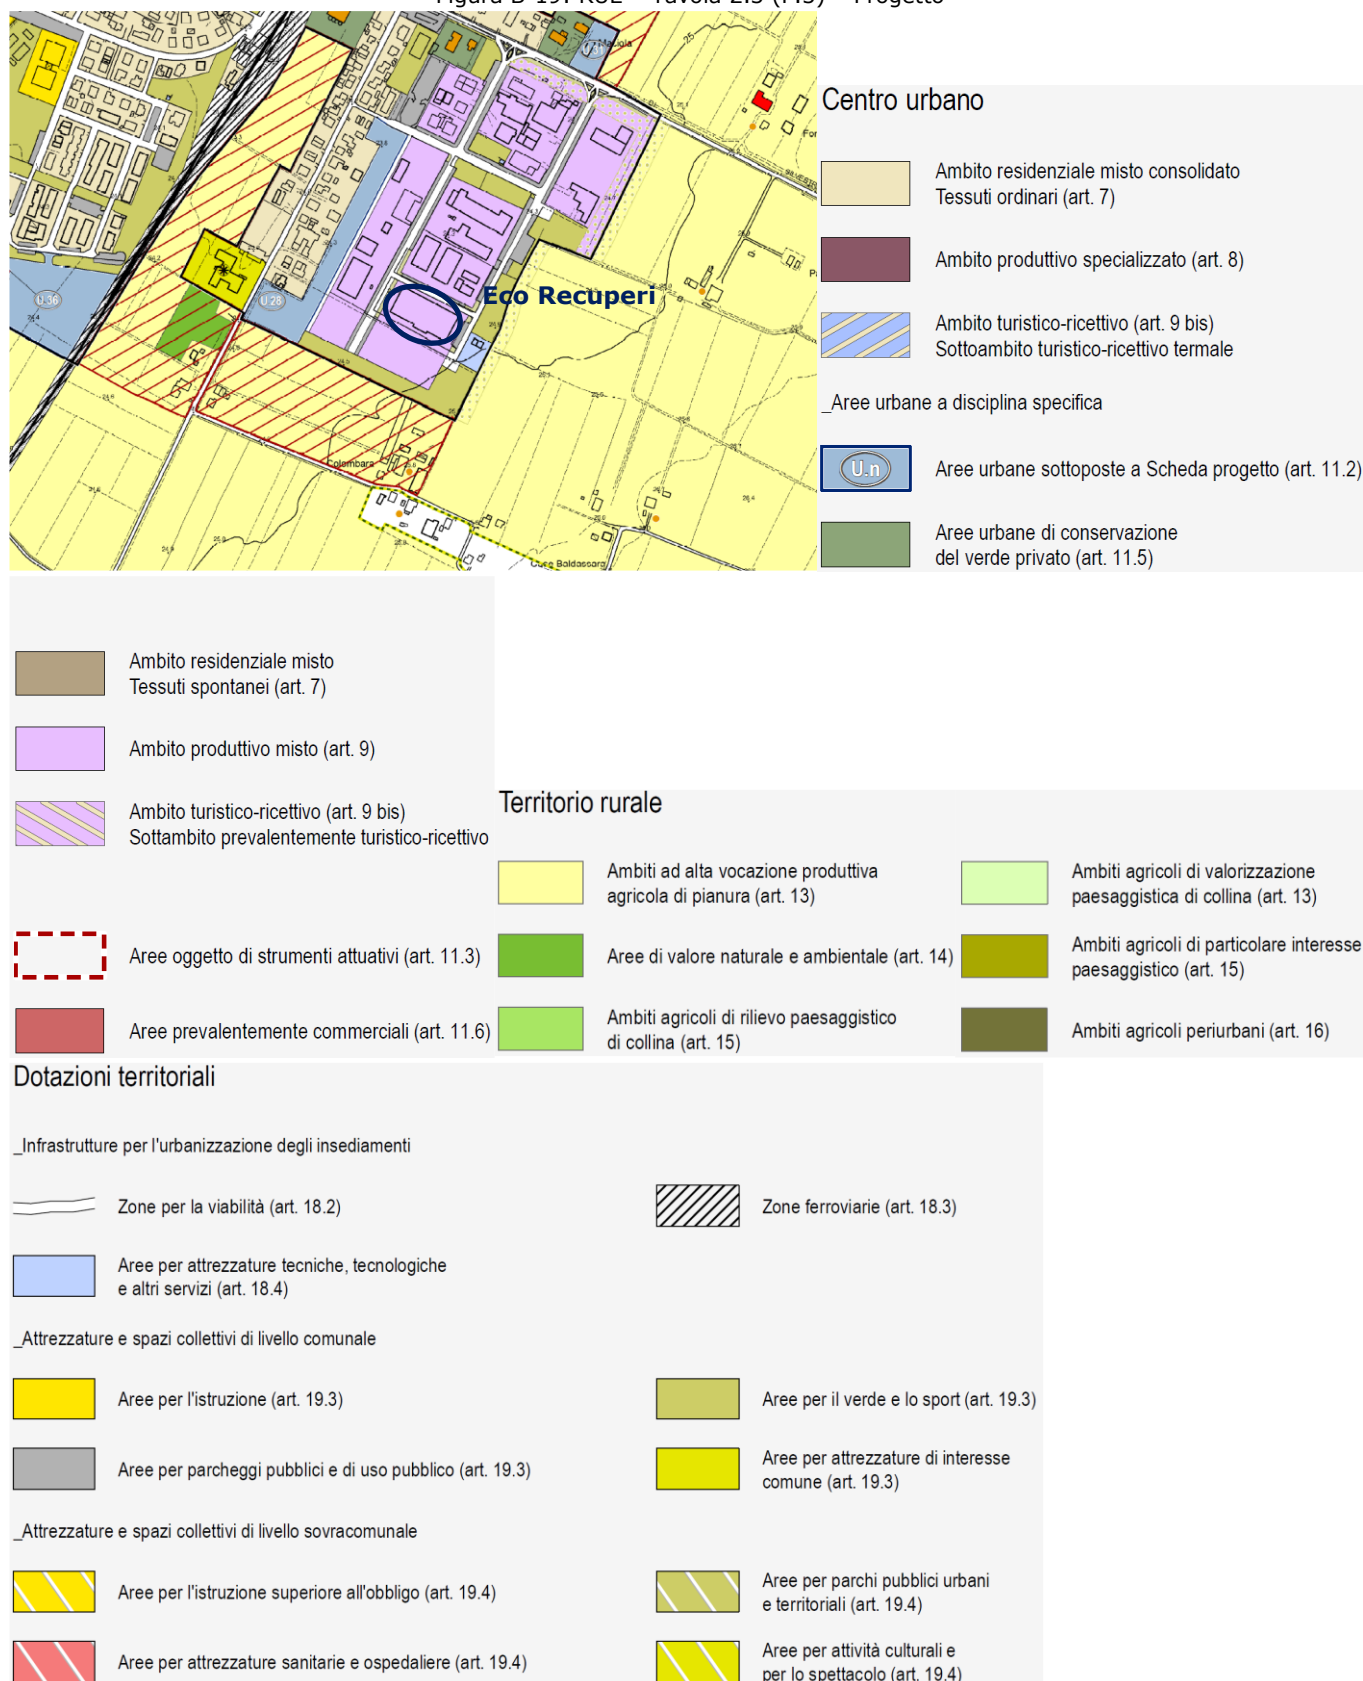 Figura B-19: RUE – Tavola 2.5 (M5) – Progetto
Eco Recuperi
U 36
U 28
Colombara
Centro urbano
Ambito residenziale misto consolidato
Tessuti ordinari (art. 7)
Ambito produttivo specializzato (art. 8)
Ambito turistico-ricettivo (art. 9 bis)
Sottoambito turistico-ricettivo termale
_Aree urbane a disciplina specifica
U.n
Aree urbane sottoposte a Scheda progetto (art. 11.2)
Aree urbane di conservazione
del verde privato (art. 11.5)
Ambito residenziale misto
Tessuti spontanei (art. 7)
Ambito produttivo misto (art. 9)
Ambito turistico-ricettivo (art. 9 bis)
Sottambito prevalentemente turistico-ricettivo
Aree oggetto di strumenti attuativi (art. 11.3)
Aree prevalentemente commerciali (art. 11.6)
Territorio rurale
Ambiti ad alta vocazione produttiva
agricola di pianura (art. 13)
Aree di valore naturale e ambientale (art. 14)
Ambiti agricoli di rilievo paesaggistico
di collina (art. 15)
Ambiti agricoli di valorizzazione
paesaggistica di collina (art. 13)
Ambiti agricoli di particolare interesse
paesaggistico (art. 15)
Ambiti agricoli periurbani (art. 16)
Dotazioni territoriali
_Infrastrutture per l'urbanizzazione degli insediamenti
Zone per la viabilità (art. 18.2)
Zone ferroviarie (art. 18.3)
Aree per attrezzature tecniche, tecnologiche
e altri servizi (art. 18.4)
_Attrezzature e spazi collettivi di livello comunale
Aree per l'istruzione (art. 19.3)
Aree per il verde e lo sport (art. 19.3)
Aree per parcheggi pubblici e di uso pubblico (art. 19.3)
Aree per attrezzature di interesse
comune (art. 19.3)
_Attrezzature e spazi collettivi di livello sovracomunale
Aree per l'istruzione superiore all'obbligo (art. 19.4)
Aree per parchi pubblici urbani
e territoriali (art. 19.4)
Aree per attrezzature sanitarie e ospedaliere (art. 19.4)
Aree per attività culturali e
per lo spettacolo (art. 19.4)